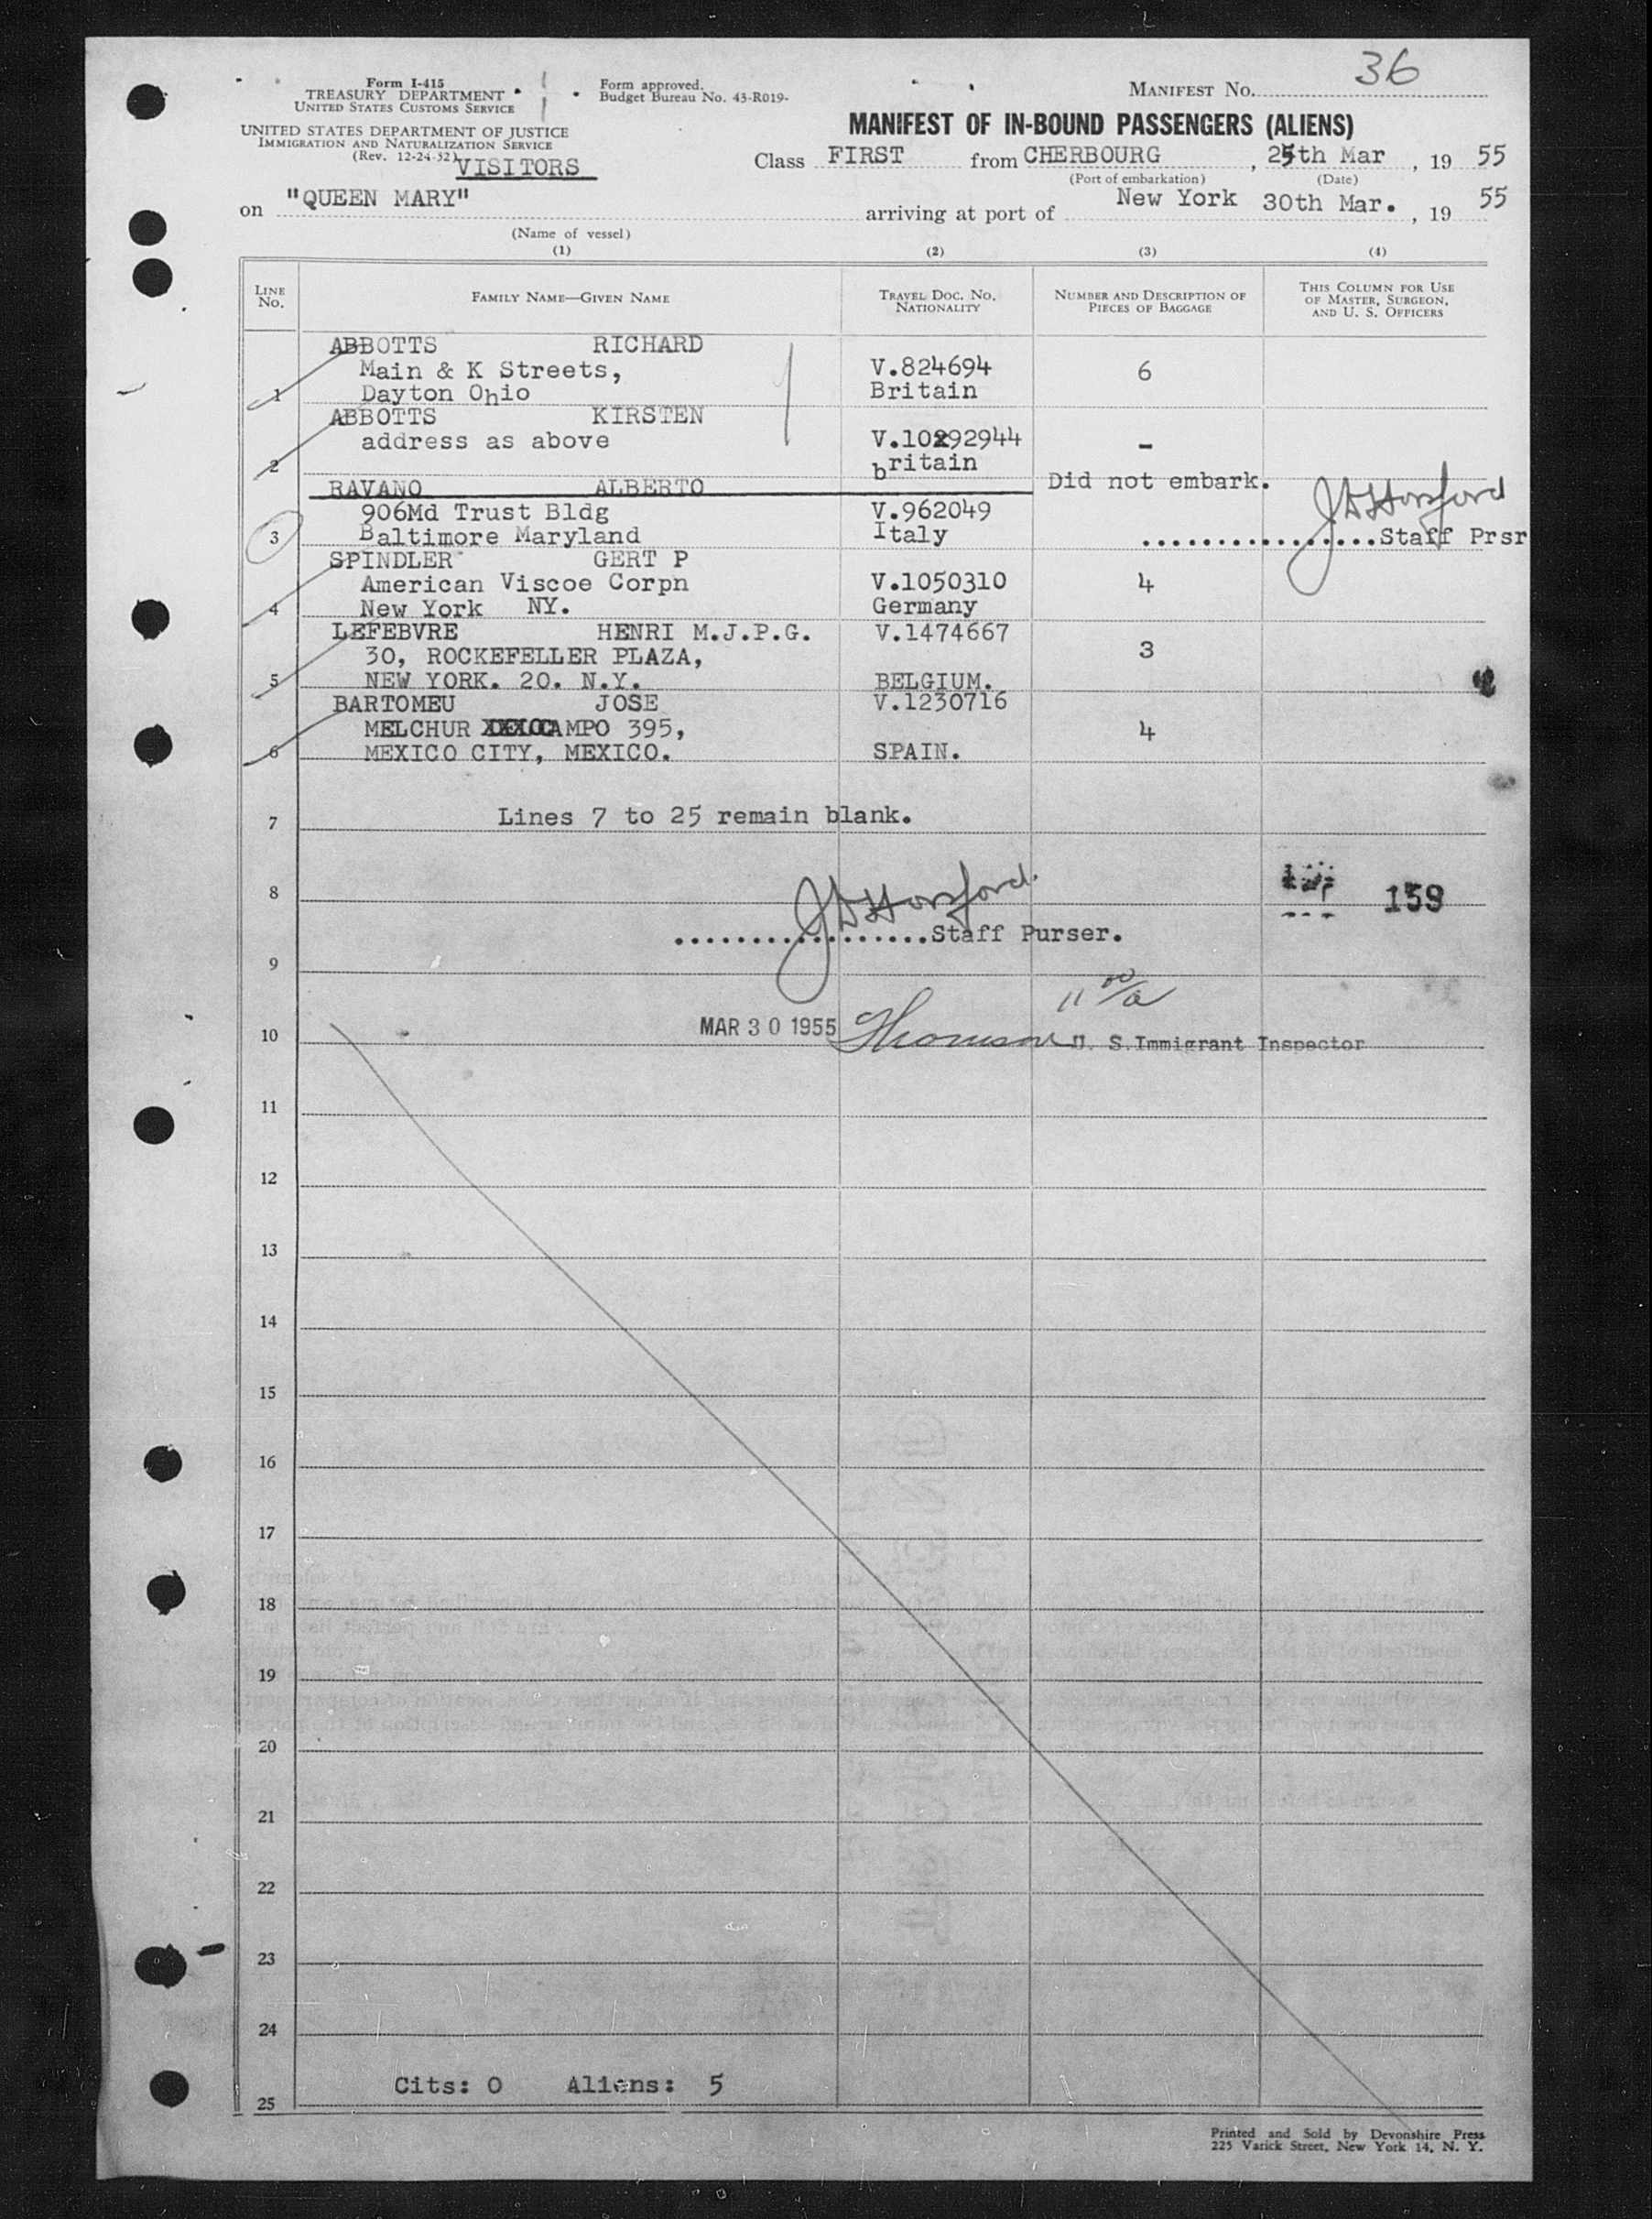 36
Form I-415
TREASURY DEPARTMENT
UNITED STATES CUSTOMS SERVICE
Form approved.
Budget Bureau No. 43-R019-
MANIFEST No.
UNITED STATES DEPARTMENT OF JUSTICE
IMMIGRATION AND NATURALIZATION SERVICE
(Rev. 12-24-52)
VISITORS
MANIFEST OF IN-BOUND PASSENGERS (ALIENS)
Class FIRST from CHERBOURG , 25th Mar , 19 55
(Port of embarkation) (Date)
on "QUEEN MARY" arriving at port of New York 30th Mar. , 19 55
(Name of vessel)
(1) (2) (3) (4)
LINE No. FAMILY NAME—GIVEN NAME TRAVEL DOC. No. NATIONALITY NUMBER AND DESCRIPTION OF PIECES OF BAGGAGE THIS COLUMN FOR USE OF MASTER, SURGEON, AND U. S. OFFICERS
ABBOTTS RICHARD
Main & K Streets, V.824694 6
1 Dayton Ohio Britain
ABBOTTS KIRSTEN
address as above V.10292944 -
2 britain
RAVANO ALBERTO Did not embark. J D Horsford
906Md Trust Bldg V.962049
3 Baltimore Maryland Italy .................Staff Prsr
SPINDLER GERT P
American Viscoe Corpn V.1050310 4
4 New York NY. Germany
LEFEBVRE HENRI M.J.P.G. V.1474667
30, ROCKEFELLER PLAZA, 3
5 NEW YORK. 20. N.Y. BELGIUM.
BARTOMEU JOSE V.1230716
MELCHUR XXXOCAMPO 395, 4
6 MEXICO CITY, MEXICO. SPAIN.
7 Lines 7 to 25 remain blank.
8 J D Horsford. 159
.................Staff Purser.
9
11 00/a
10 MAR 30 1955 Thomson U. S. Immigrant Inspector
11
12
13
14
15
16
17
18
19
20
21
22
23
24
Cits: 0 Aliens: 5
25
Printed and Sold by Devonshire Press
225 Varick Street, New York 14, N. Y.